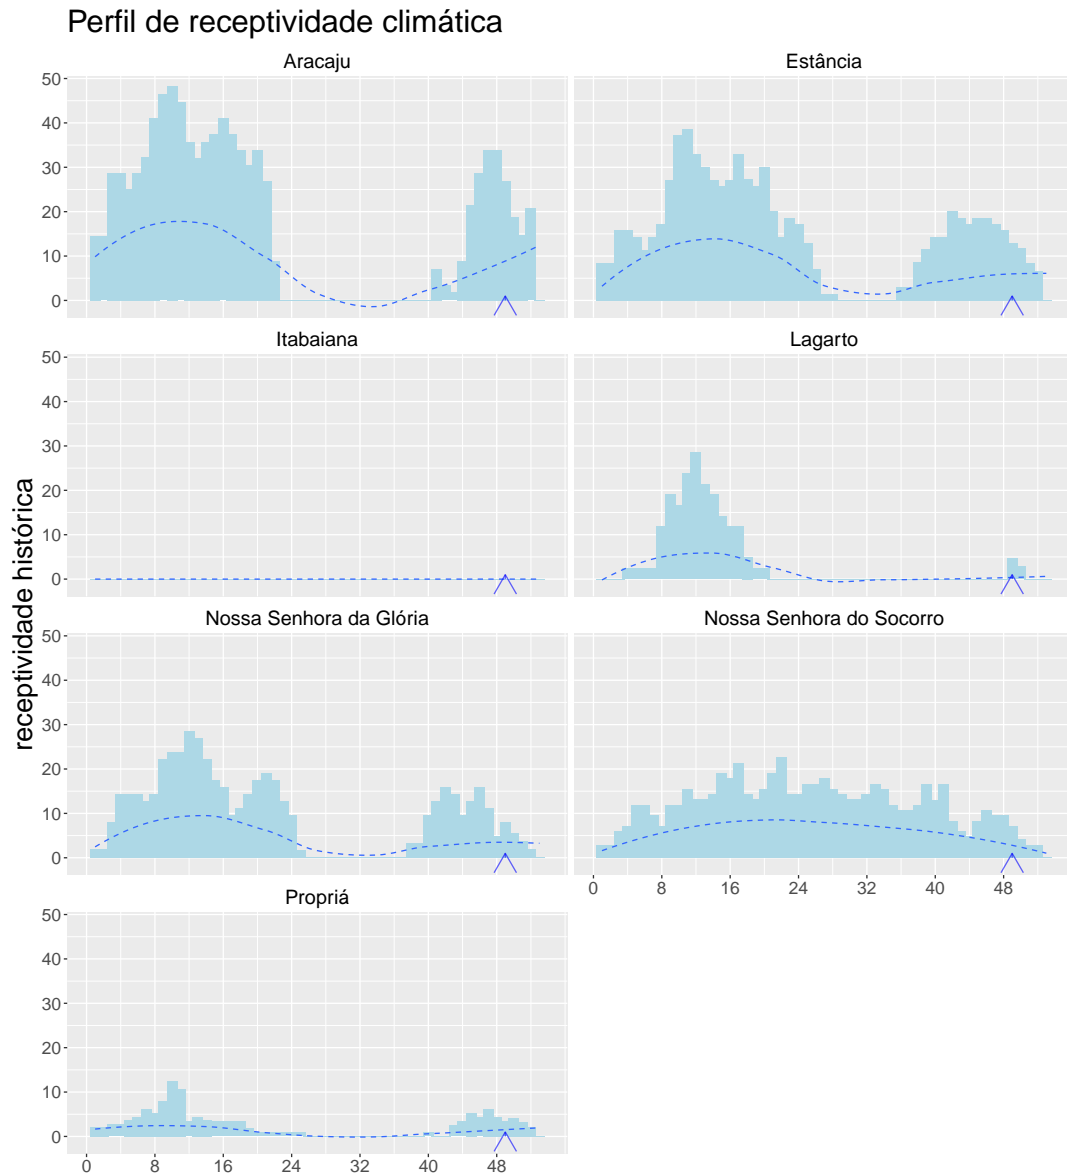 Perfil de receptividade climática
Aracaju
Estância
50
40
30
20
10
0
Itabaiana
Lagarto
50
40
30
20
10
0
receptividade histórica
Nossa Senhora da Glória
Nossa Senhora do Socorro
50
40
30
20
10
0
0 8 16 24 32 40 48
Propriá
50
40
30
20
10
0
0 8 16 24 32 40 48